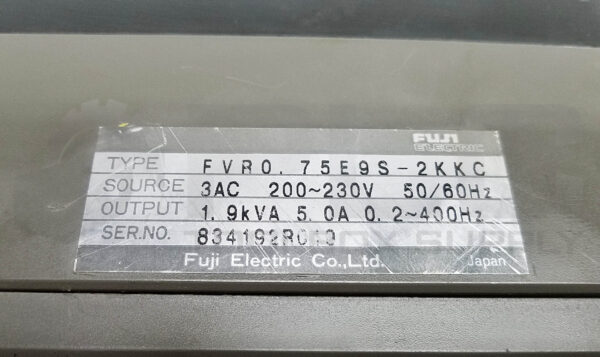 FUJI
ELECTRIC
TYPE FVR0.75E9S-2KKC
SOURCE 3AC 200~230V 50/60Hz
OUTPUT 1.9kVA 5.0A 0.2~400Hz
SER.NO. 834192R010
Fuji Electric Co.,Ltd. Japan